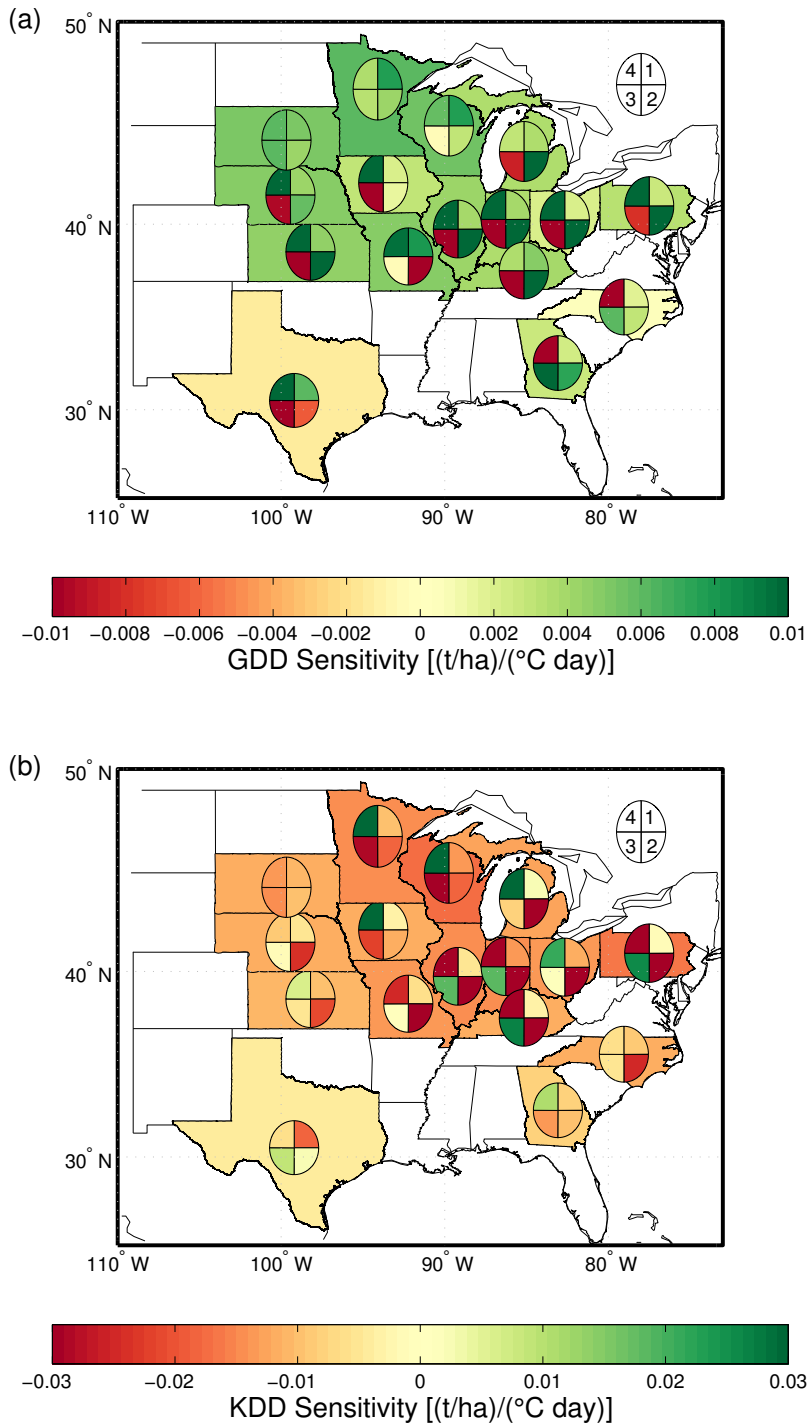 (a)
50° N
40° N
30° N
4 1
3 2
110° W
100° W
90° W
80° W
−0.01 −0.008 −0.006 −0.004 −0.002 0 0.002 0.004 0.006 0.008 0.01
GDD Sensitivity [(t/ha)/(°C day)]
(b)
50° N
40° N
30° N
4 1
3 2
110° W
100° W
90° W
80° W
−0.03 −0.02 −0.01 0 0.01 0.02 0.03
KDD Sensitivity [(t/ha)/(°C day)]